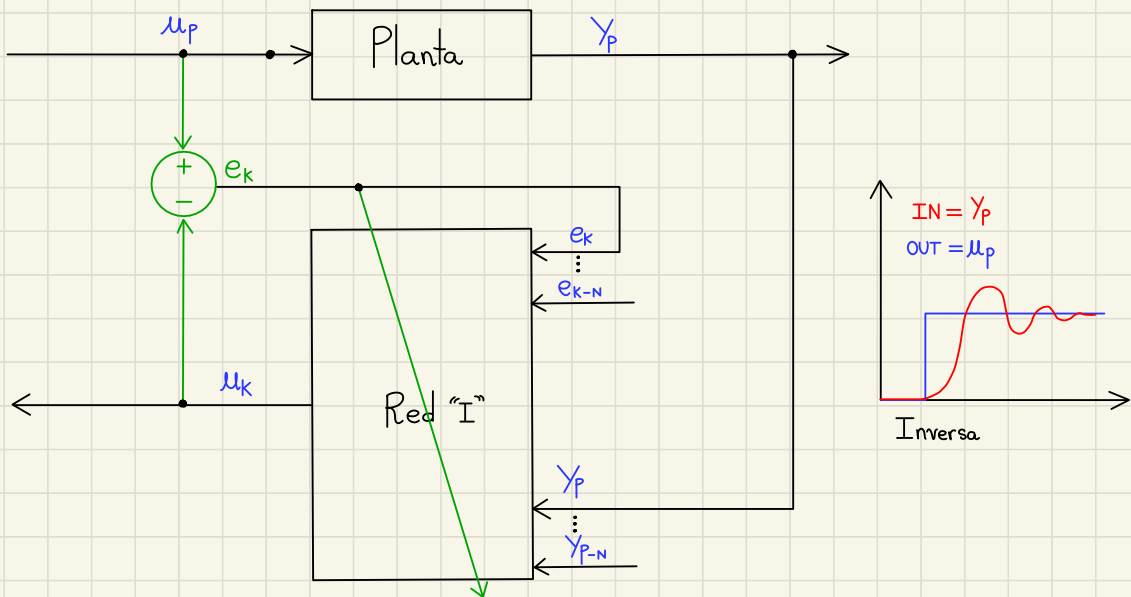 μp
Planta
Yp
+
ek
−
IN = Yp
OUT = μp
ek
ek-N
μk
Red "I"
Inversa
Yp
Yp-N